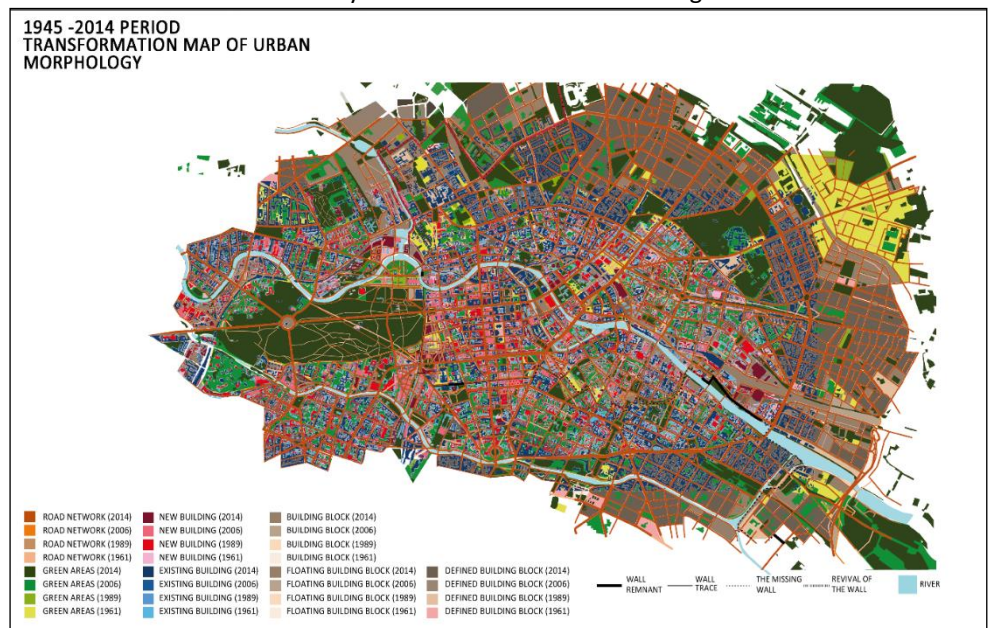 1945 -2014 PERIOD
TRANSFORMATION MAP OF URBAN
MORPHOLOGY
ROAD NETWORK (2014)
ROAD NETWORK (2006)
ROAD NETWORK (1989)
ROAD NETWORK (1961)
GREEN AREAS (2014)
GREEN AREAS (2006)
GREEN AREAS (1989)
GREEN AREAS (1961)
NEW BUILDING (2014)
NEW BUILDING (2006)
NEW BUILDING (1989)
NEW BUILDING (1961)
EXISTING BUILDING (2014)
EXISTING BUILDING (2006)
EXISTING BUILDING (1989)
EXISTING BUILDING (1961)
BUILDING BLOCK (2014)
BUILDING BLOCK (2006)
BUILDING BLOCK (1989)
BUILDING BLOCK (1961)
FLOATING BUILDING BLOCK (2014)
FLOATING BUILDING BLOCK (2006)
FLOATING BUILDING BLOCK (1989)
FLOATING BUILDING BLOCK (1961)
DEFINED BUILDING BLOCK (2014)
DEFINED BUILDING BLOCK (2006)
DEFINED BUILDING BLOCK (1989)
DEFINED BUILDING BLOCK (1961)
WALL
REMNANT
WALL
TRACE
THE MISSING
WALL
REVIVAL OF
THE WALL
RIVER